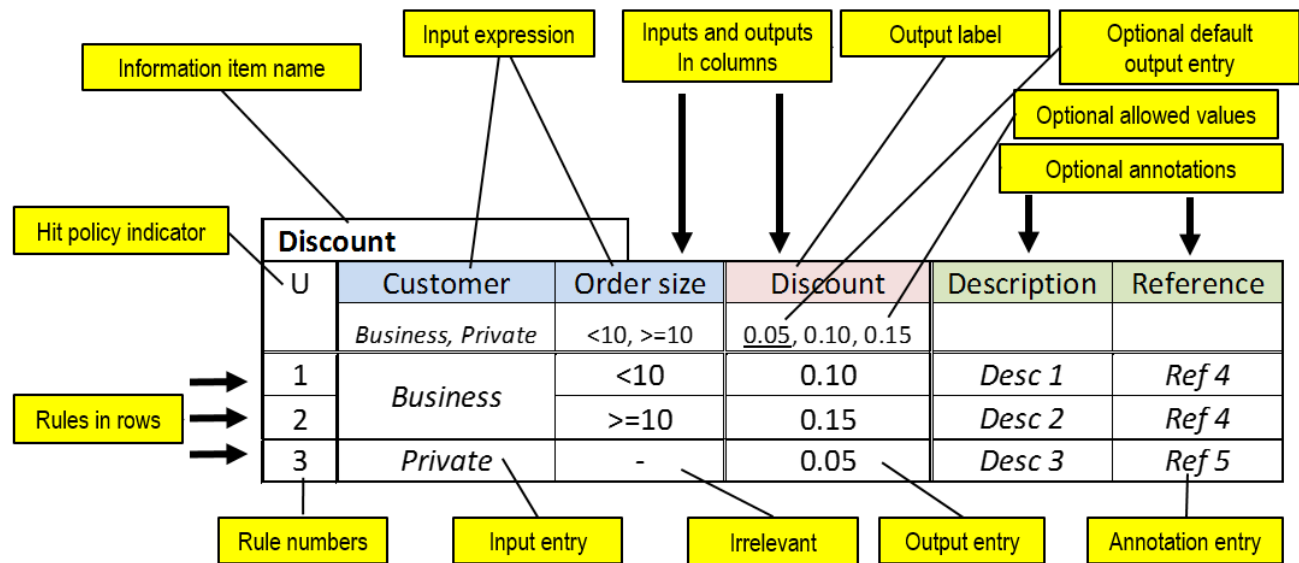 Input expression
Inputs and outputs
In columns
Output label
Optional default
output entry
Information item name
Optional allowed values
Optional annotations
Hit policy indicator
Discount
U Customer Order size Discount Description Reference
Business, Private <10, >=10 0.05, 0.10, 0.15
Rules in rows
1 Business <10 0.10 Desc 1 Ref 4
2 >=10 0.15 Desc 2 Ref 4
3 Private - 0.05 Desc 3 Ref 5
Rule numbers
Input entry
Irrelevant
Output entry
Annotation entry